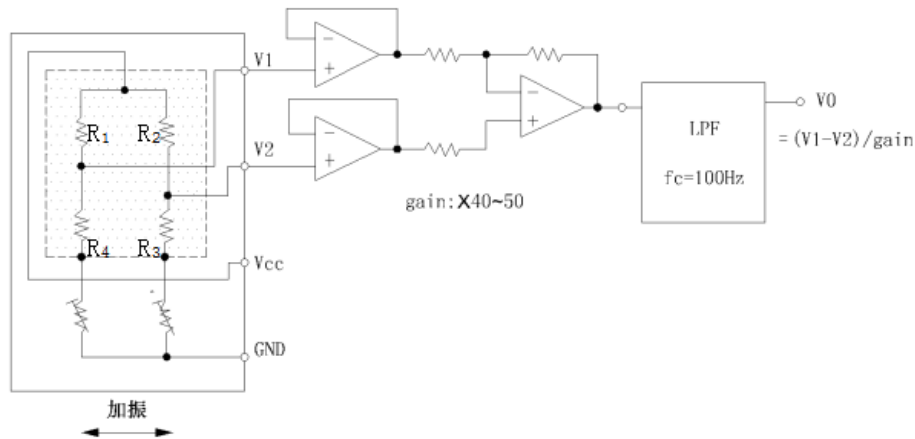 V1
R1
R2
V2
R4
R3
Vcc
GND
加振
gain:X40~50
LPF
fc=100Hz
V0
=(V1-V2)/gain